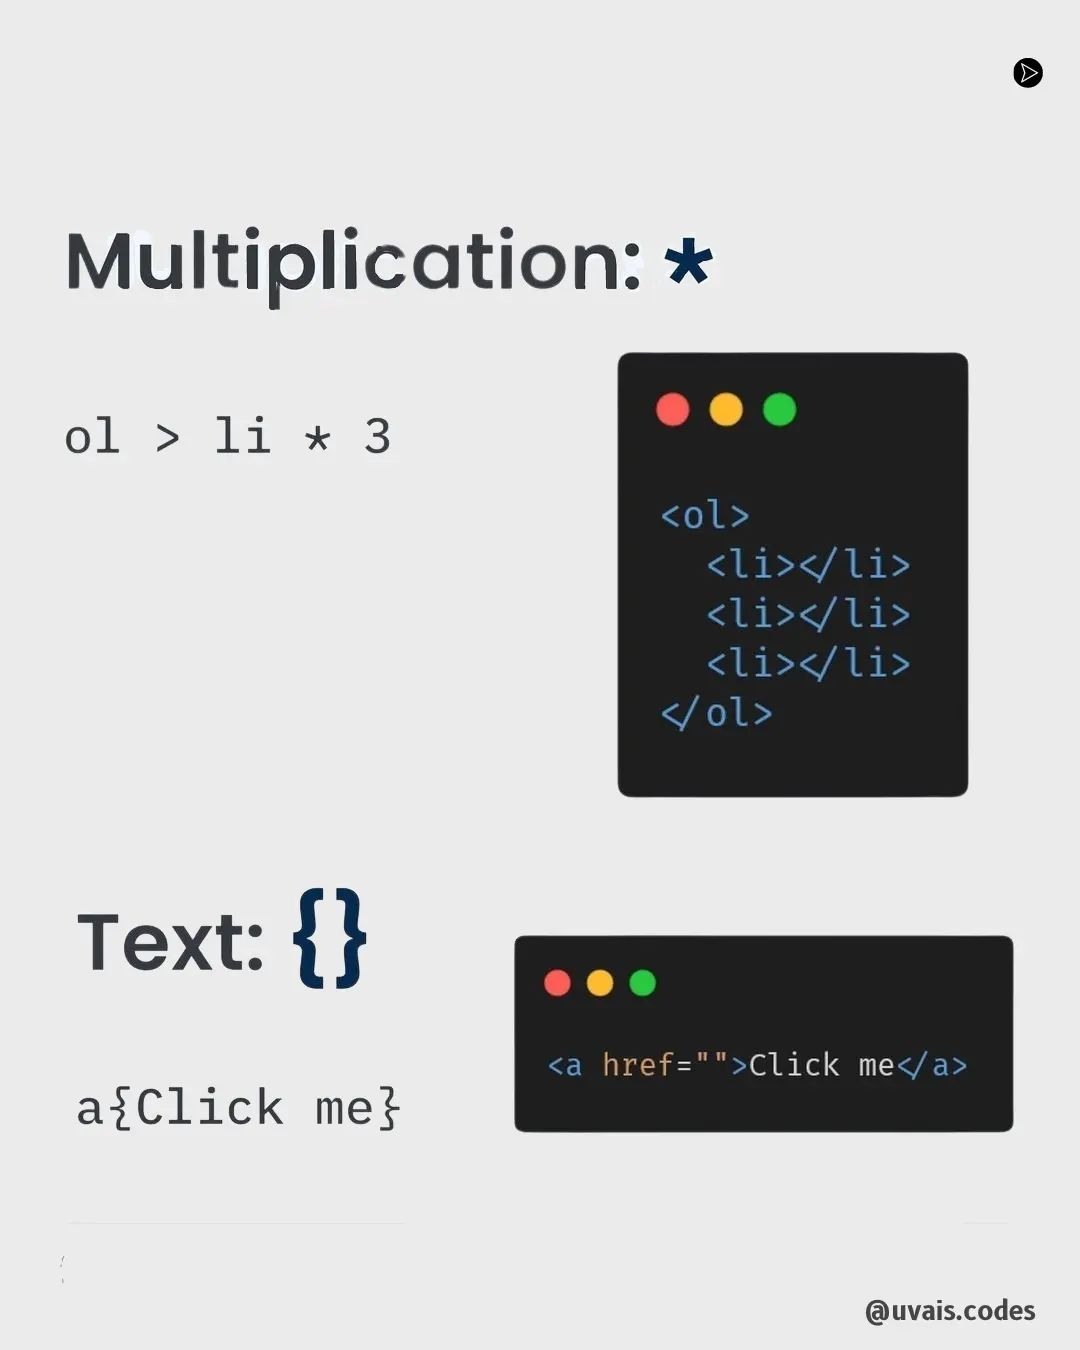 Multiplication: *
ol > li * 3
<ol>
<li></li>
<li></li>
<li></li>
</ol>
Text: {}
a{Click me}
<a href="">Click me</a>
@uvais.codes